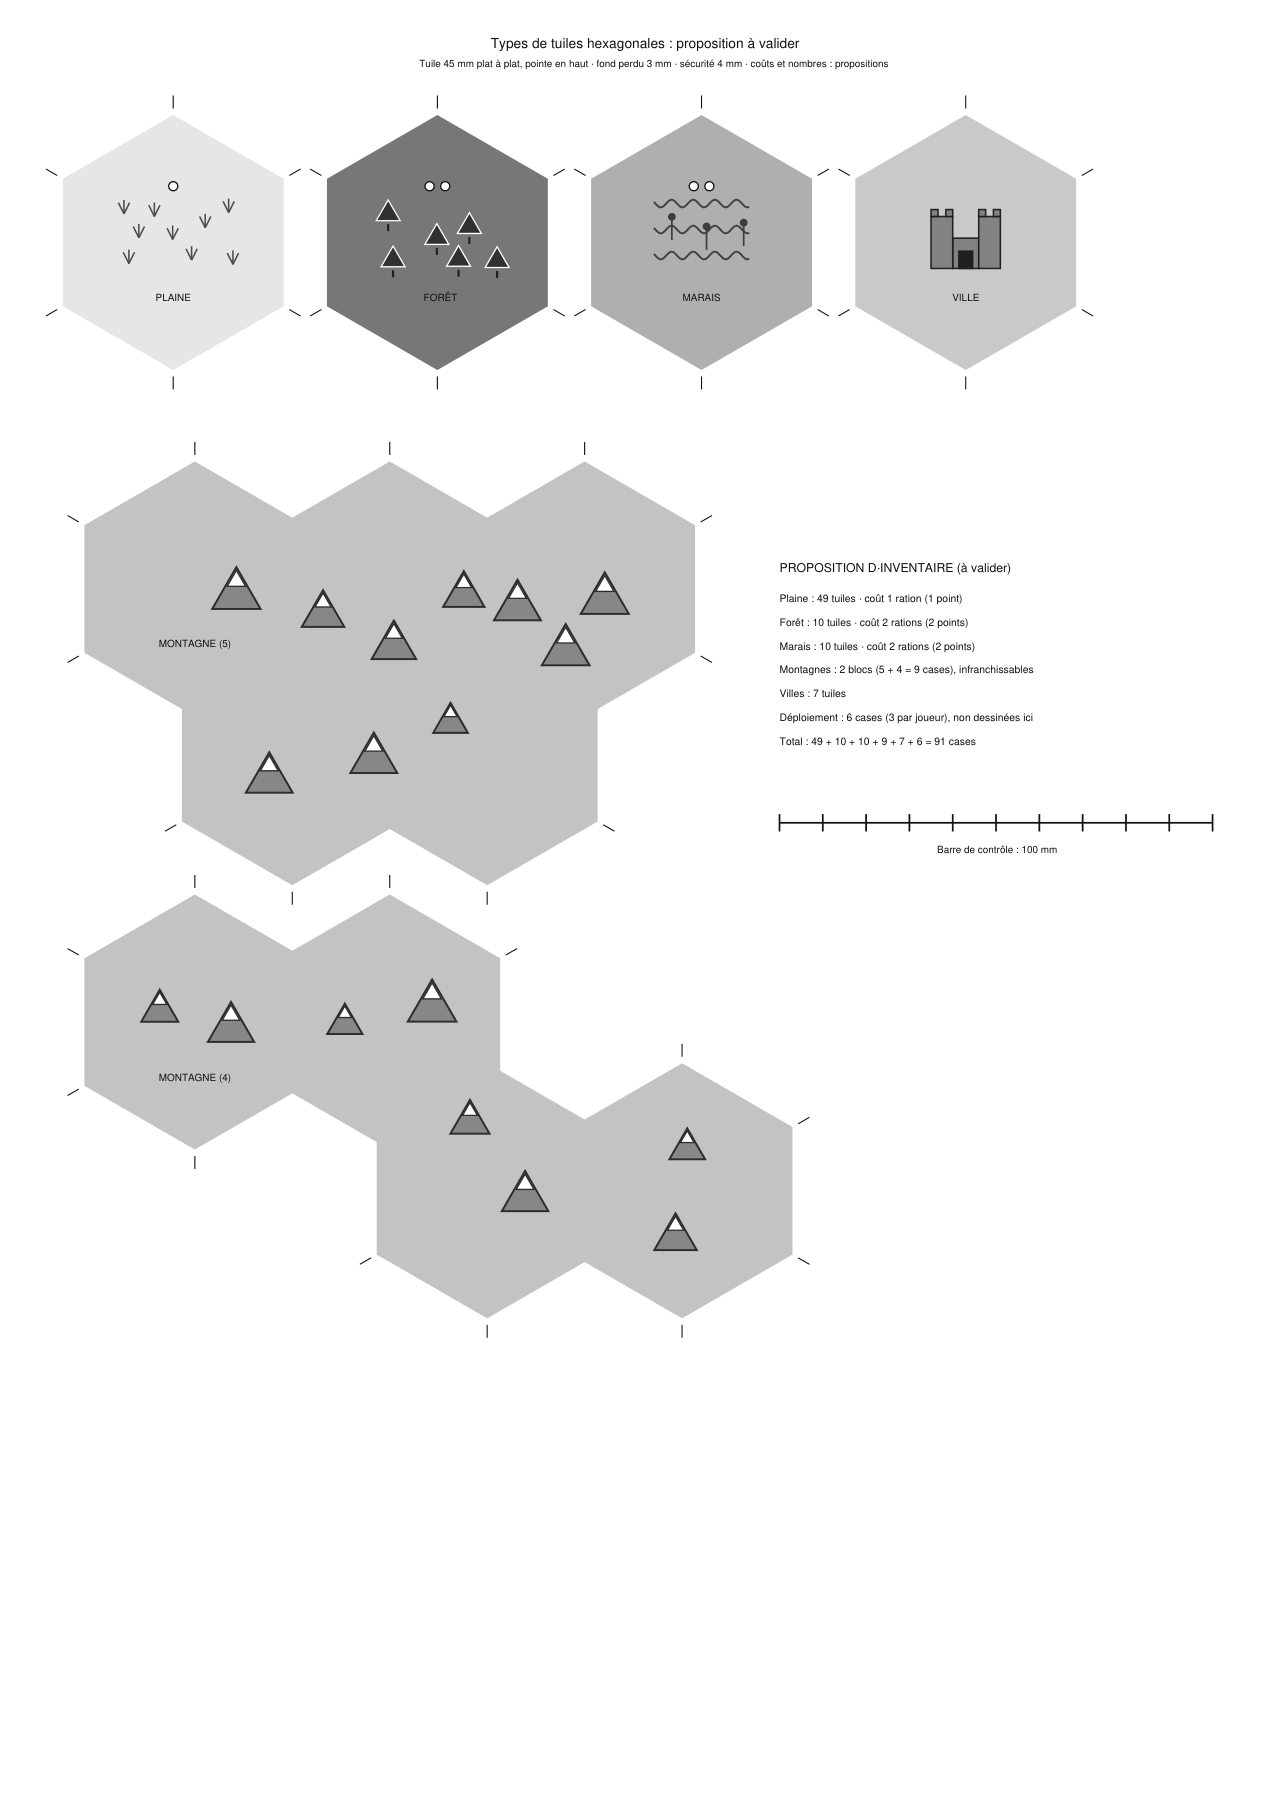 Types de tuiles hexagonales : proposition à valider
Tuile 45 mm plat à plat, pointe en haut · fond perdu 3 mm · sécurité 4 mm · coûts et nombres : propositions
PLAINE
FORÊT
MARAIS
VILLE
MONTAGNE (5)
PROPOSITION D·INVENTAIRE (à valider)
Plaine : 49 tuiles · coût 1 ration (1 point)
Forêt : 10 tuiles · coût 2 rations (2 points)
Marais : 10 tuiles · coût 2 rations (2 points)
Montagnes : 2 blocs (5 + 4 = 9 cases), infranchissables
Villes : 7 tuiles
Déploiement : 6 cases (3 par joueur), non dessinées ici
Total : 49 + 10 + 10 + 9 + 7 + 6 = 91 cases
Barre de contrôle : 100 mm
MONTAGNE (4)